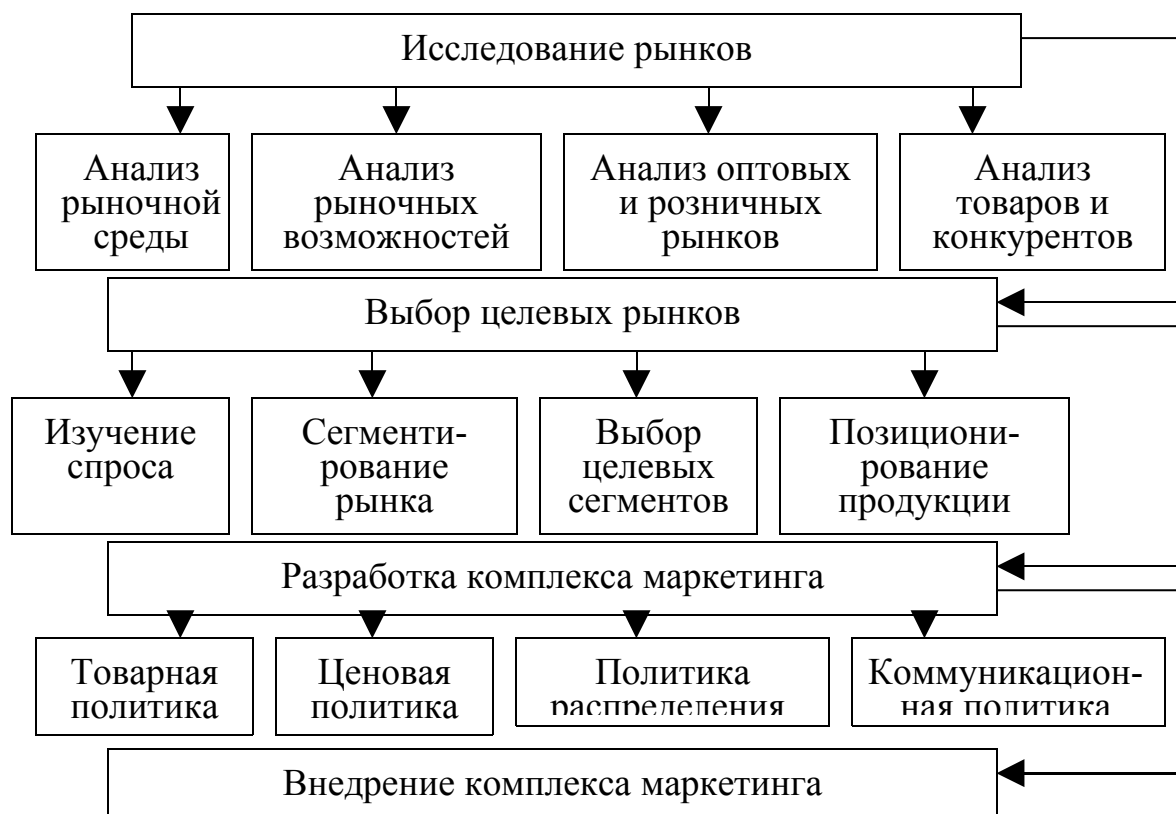 Исследование рынков
Анализ
рыночной
среды
Анализ
рыночных
возможностей
Анализ оптовых
и розничных
рынков
Анализ
товаров и
конкурентов
Выбор целевых рынков
Изучение
спроса
Сегменти-
рование
рынка
Выбор
целевых
сегментов
Позициони-
рование
продукции
Разработка комплекса маркетинга
Товарная
политика
Ценовая
политика
Политика
распределения
Коммуникацион-
ная политика
Внедрение комплекса маркетинга